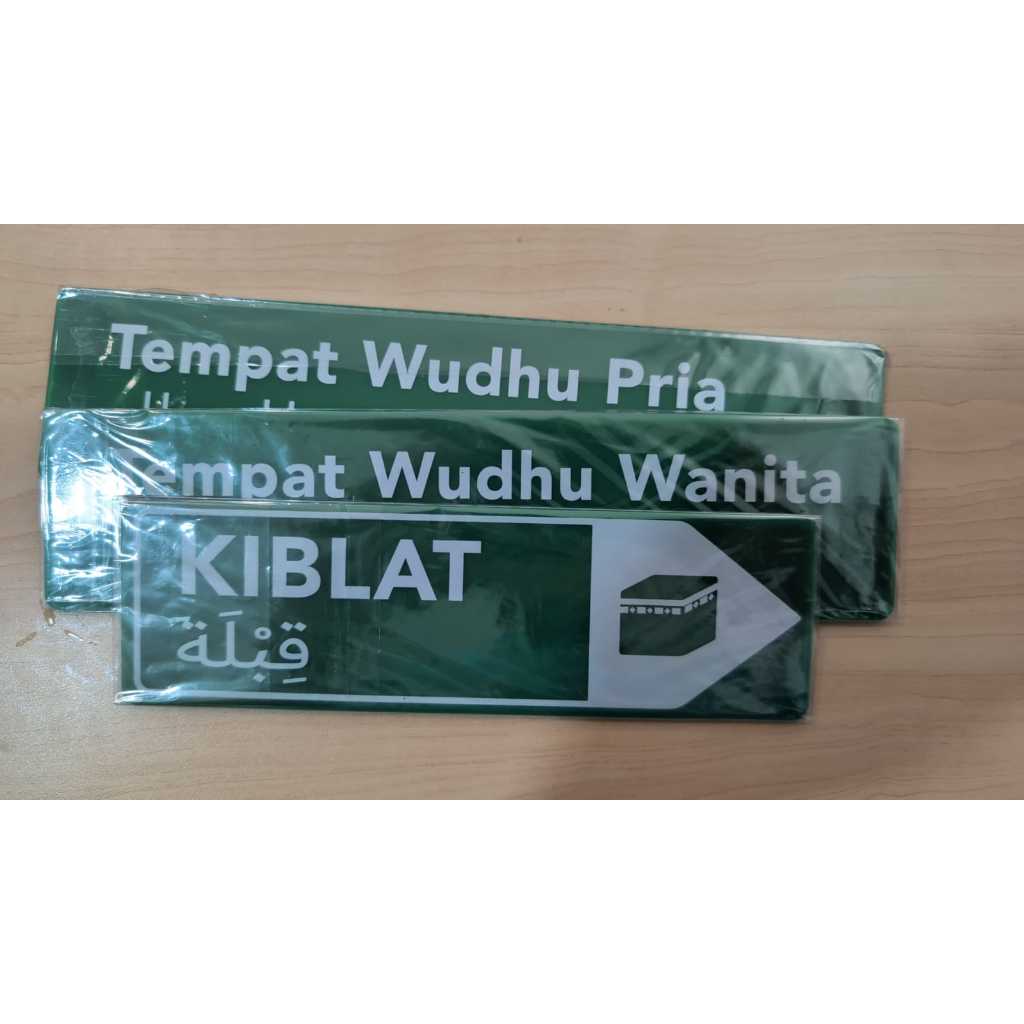 Tempat Wudhu Pria
Tempat Wudhu Wanita
KIBLAT
قِبْلَة